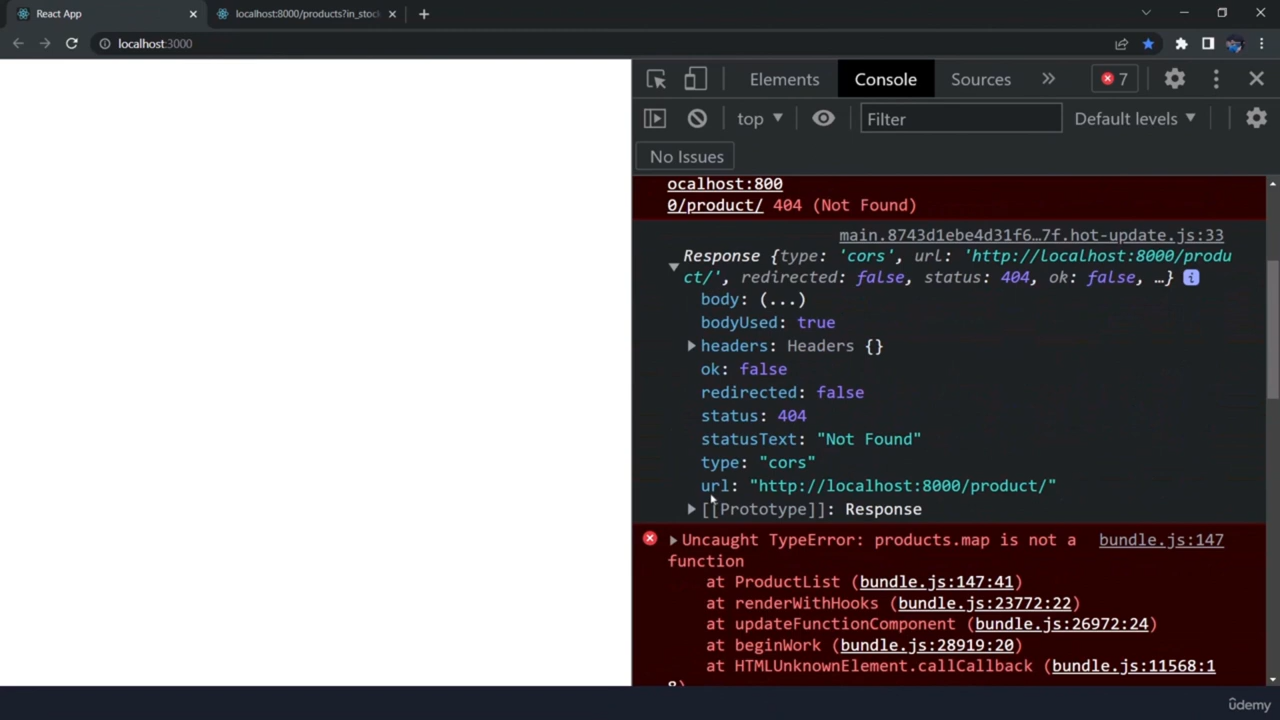 React App
localhost:8000/products?in_stoc
localhost:3000
Elements Console Sources 7
top Filter Default levels
No Issues
ocalhost:800
0/product/ 404 (Not Found)
main.8743d1ebe4d31f6…7f.hot-update.js:33
Response {type: 'cors', url: 'http://localhost:8000/produ
ct/', redirected: false, status: 404, ok: false, …} i
body: (...)
bodyUsed: true
headers: Headers {}
ok: false
redirected: false
status: 404
statusText: "Not Found"
type: "cors"
url: "http://localhost:8000/product/"
[[Prototype]]: Response
Uncaught TypeError: products.map is not a bundle.js:147
function
at ProductList (bundle.js:147:41)
at renderWithHooks (bundle.js:23772:22)
at updateFunctionComponent (bundle.js:26972:24)
at beginWork (bundle.js:28919:20)
at HTMLUnknownElement.callCallback (bundle.js:11568:1
8)
ûdemy